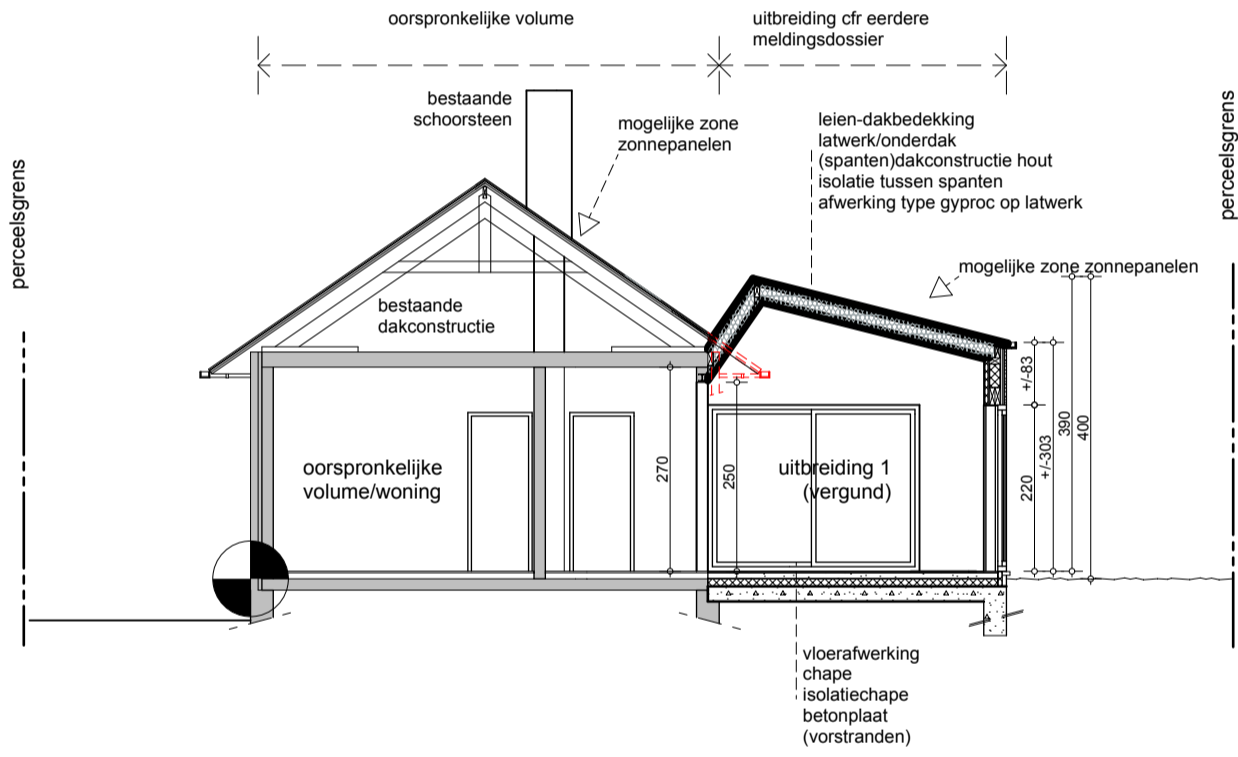 oorspronkelijke volume
uitbreiding cfr eerdere
meldingsdossier
bestaande
schoorsteen
mogelijke zone
zonnepanelen
leien-dakbedekking
latwerk/onderdak
(spanten)dakconstructie hout
isolatie tussen spanten
afwerking type gyproc op latwerk
perceelsgrens
perceelsgrens
mogelijke zone zonnepanelen
bestaande
dakconstructie
+/-83
390
400
oorspronkelijke
volume/woning
270
250
uitbreiding 1
(vergund)
220
+/-303
vloerafwerking
chape
isolatiechape
betonplaat
(vorstranden)